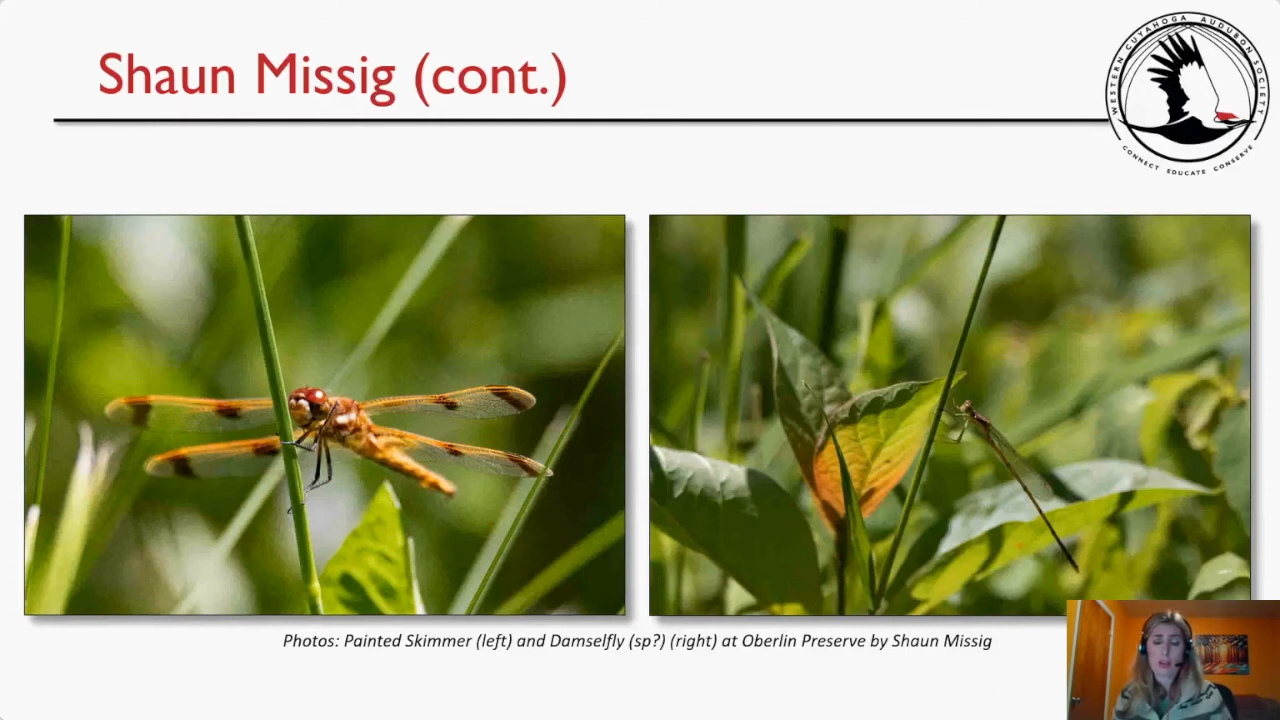 Shaun Missig (cont.)
WESTERN CUYAHOGA AUDUBON SOCIETY
CONNECT EDUCATE CONSERVE
Photos: Painted Skimmer (left) and Damselfly (sp?) (right) at Oberlin Preserve by Shaun Missig